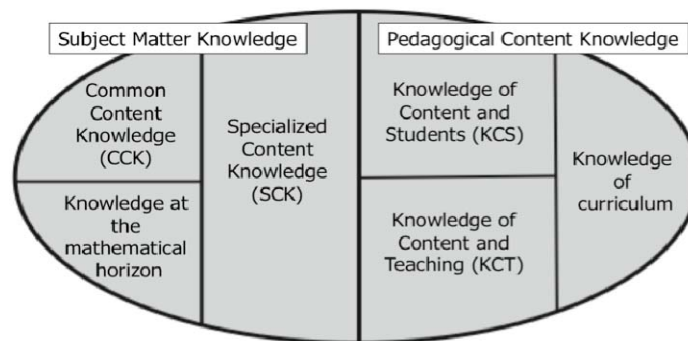 Subject Matter Knowledge
Pedagogical Content Knowledge
Common
Content
Knowledge
(CCK)
Knowledge at
the
mathematical
horizon
Specialized
Content
Knowledge
(SCK)
Knowledge of
Content and
Students (KCS)
Knowledge of
Content and
Teaching (KCT)
Knowledge
of
curriculum